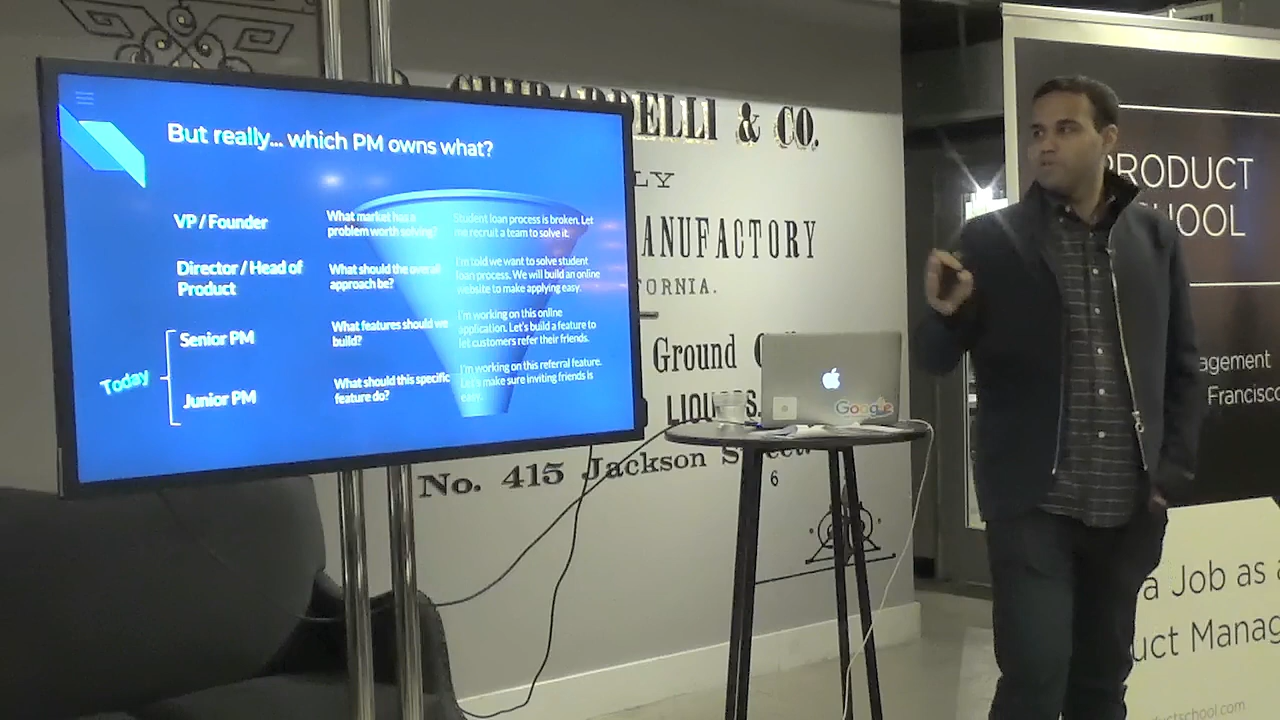 But really... which PM owns what?
VP / Founder
What market has a
problem worth solving?
Student loan process is broken. Let
me recruit a team to solve it.
Director / Head of
Product
What should the overall
approach be?
I'm told we want to solve student
loan process. We will build an online
website to make applying easy.
Today
Senior PM
What features should we
build?
I'm working on this online
application. Let's build a feature to
let customers refer their friends.
Junior PM
What should this specific
feature do?
I'm working on this referral feature.
Let's make sure inviting friends is
easy.
GHIRARDELLI & CO.
LY
MANUFACTORY
FORNIA.
Ground
LIQUORS.
No. 415 Jackson
6
Google
PRODUCT
SCHOOL
agement
Francisco
a Job as a
uct Manag